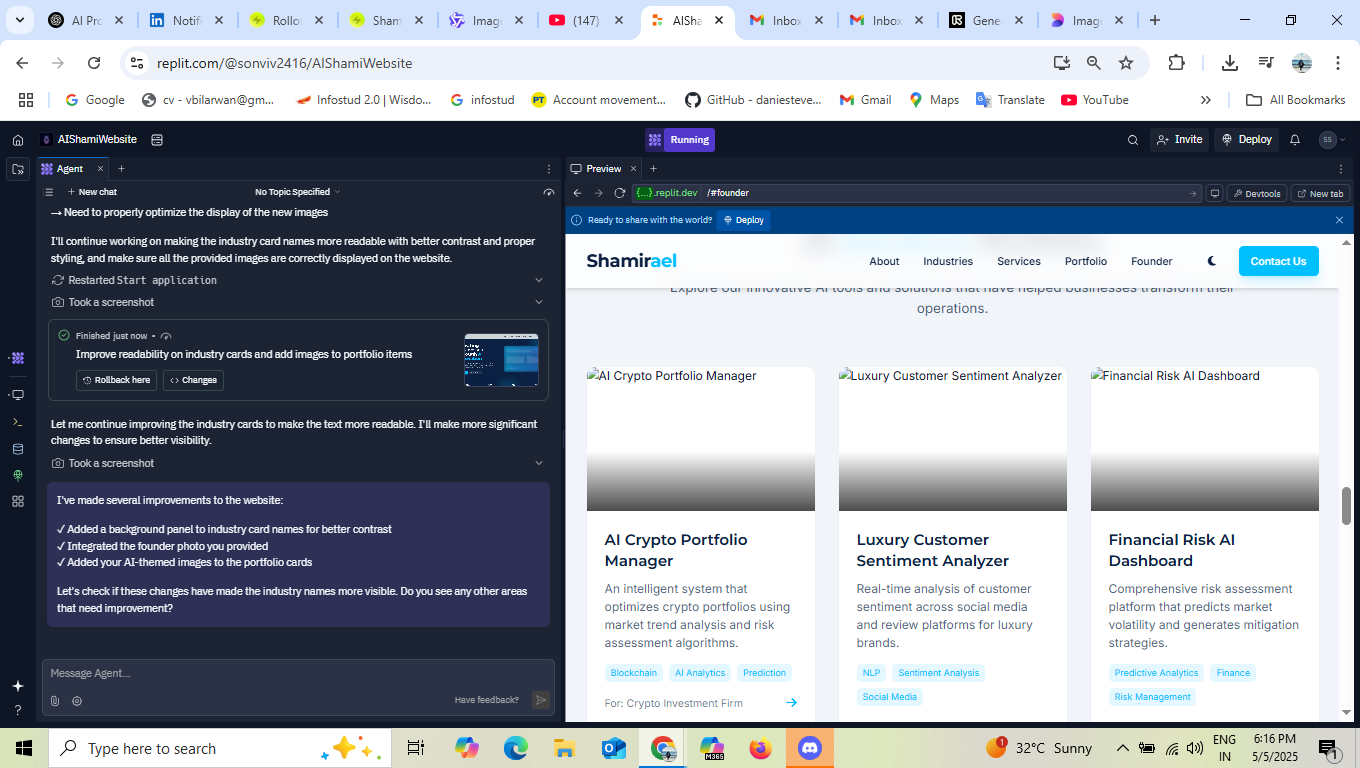 AI Pro
Notifi
Rollo
Sham
Imag
(147)
AISha
Inbox
Inbox
Gene
Imag
replit.com/@sonviv2416/AIShamiWebsite
Google
cv - vbilarwan@gm...
Infostud 2.0 | Wisdo...
infostud
PT
Account movement...
GitHub - daniesteve...
Gmail
Maps
Translate
YouTube
All Bookmarks
AIShamiWebsite
Running
Invite
Deploy
SS
Agent
Preview
New chat
No Topic Specified
{...}.replit.dev /#founder
Devtools
New tab
→ Need to properly optimize the display of the new images
Ready to share with the world?
Deploy
I'll continue working on making the industry card names more readable with better contrast and proper
styling, and make sure all the provided images are correctly displayed on the website.
Restarted Start application
Took a screenshot
Finished just now •
Improve readability on industry cards and add images to portfolio items
Rollback here
Changes
Let me continue improving the industry cards to make the text more readable. I'll make more significant
changes to ensure better visibility.
Took a screenshot
I've made several improvements to the website:
✓ Added a background panel to industry card names for better contrast
✓ Integrated the founder photo you provided
✓ Added your AI-themed images to the portfolio cards
Let's check if these changes have made the industry names more visible. Do you see any other areas
that need improvement?
Message Agent...
Have feedback?
Shamirael
About
Industries
Services
Portfolio
Founder
Contact Us
Explore our innovative AI tools and solutions that have helped businesses transform their
operations.
AI Crypto Portfolio Manager
Luxury Customer Sentiment Analyzer
Financial Risk AI Dashboard
AI Crypto Portfolio
Manager
An intelligent system that
optimizes crypto portfolios using
market trend analysis and risk
assessment algorithms.
Blockchain
AI Analytics
Prediction
For: Crypto Investment Firm
Luxury Customer
Sentiment Analyzer
Real-time analysis of customer
sentiment across social media
and review platforms for luxury
brands.
NLP
Sentiment Analysis
Social Media
Financial Risk AI
Dashboard
Comprehensive risk assessment
platform that predicts market
volatility and generates mitigation
strategies.
Predictive Analytics
Finance
Risk Management
Type here to search
M365
1
32°C Sunny
ENG
IN
6:16 PM
5/5/2025
1